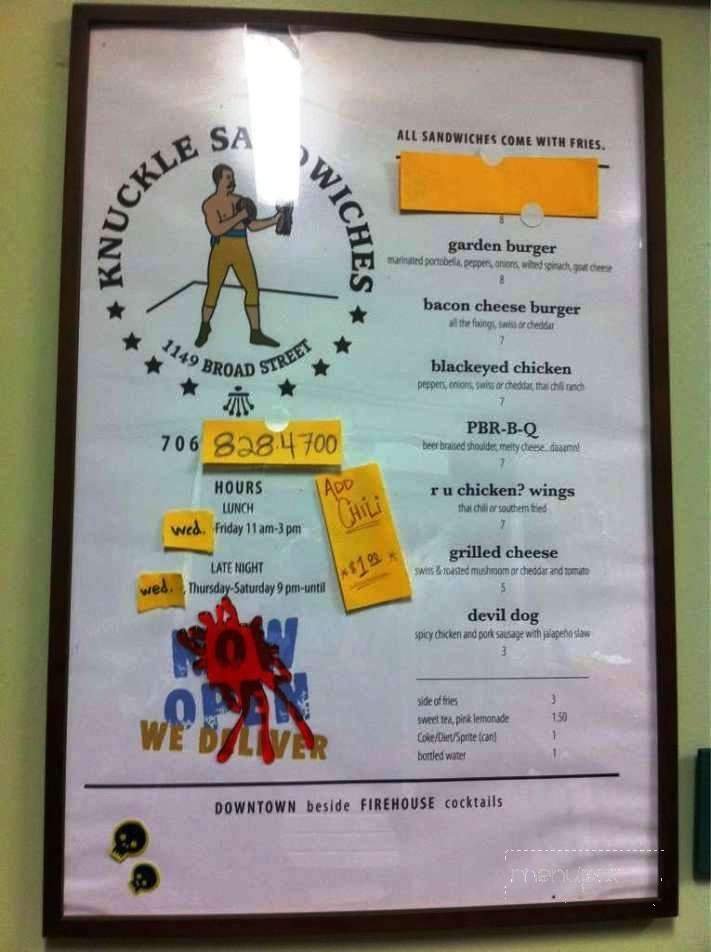 KNUCKLE SANDWICHES
1149 BROAD STREET
706 828.4700
HOURS
LUNCH
wed. -Friday 11 am-3 pm
LATE NIGHT
wed. , Thursday-Saturday 9 pm-until
ADD
CHILI
*$1.00*
NOW
OPEN
WE DELIVER
ALL SANDWICHES COME WITH FRIES.
8
garden burger
marinated portobella, peppers, onions, wilted spinach, goat cheese
8
bacon cheese burger
all the fixings, swiss or cheddar
7
blackeyed chicken
peppers, onions, swiss or cheddar, thai chili ranch
7
PBR-B-Q
beer braised shoulder, melty cheese...daaamn!
7
r u chicken? wings
thai chili or southern fried
7
grilled cheese
swiss & roasted mushroom or cheddar and tomato
5
devil dog
spicy chicken and pork sausage with jalapeño slaw
3
side of fries 3
sweet tea, pink lemonade 1.50
Coke/Diet/Sprite (can) 1
bottled water 1
DOWNTOWN beside FIREHOUSE cocktails